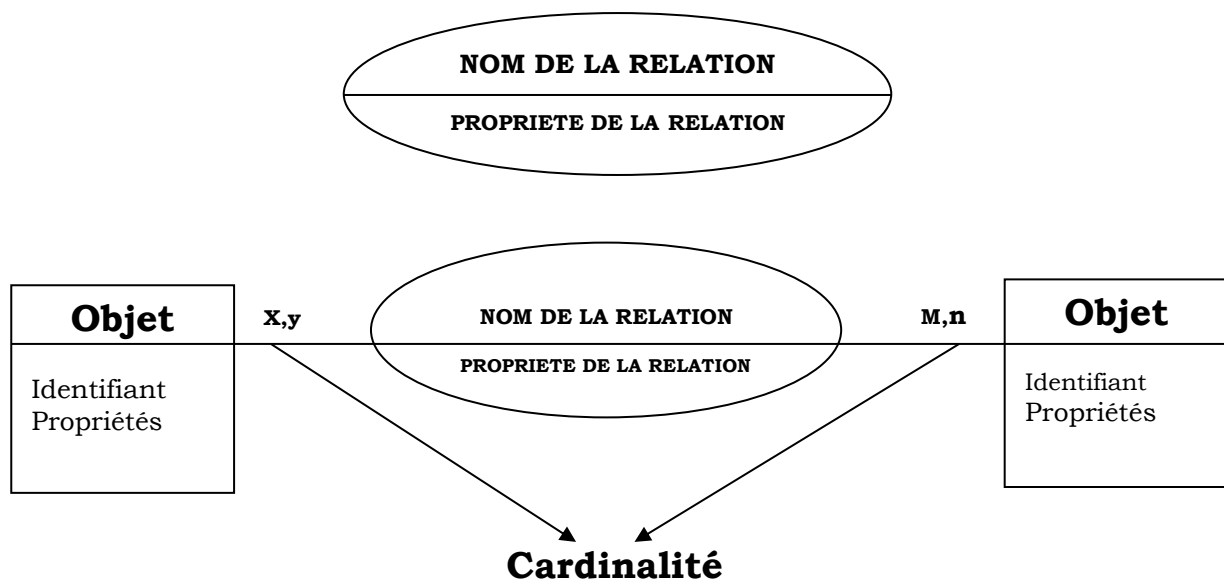 NOM DE LA RELATION
PROPRIETE DE LA RELATION
Objet
X,y
NOM DE LA RELATION
M,n
Objet
PROPRIETE DE LA RELATION
Identifiant
Propriétés
Identifiant
Propriétés
Cardinalité